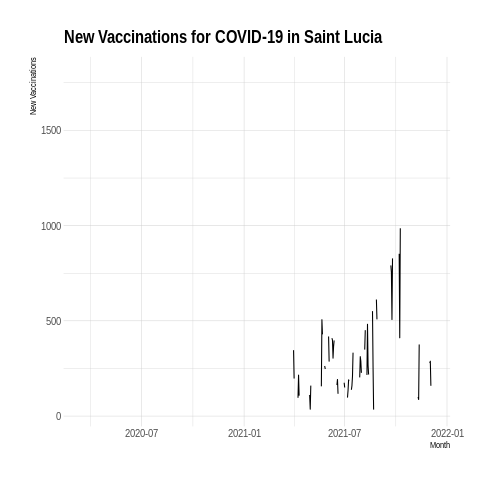 New Vaccinations for COVID-19 in Saint Lucia
New Vaccinations
1500
1000
500
0
2020-07
2021-01
2021-07
2022-01
Month